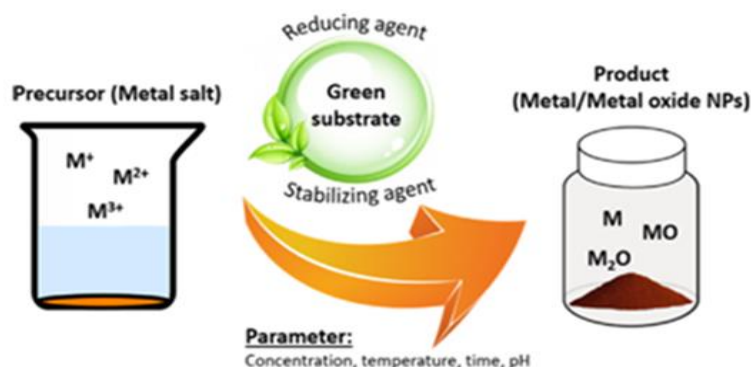 Precursor (Metal salt)
M⁺
M²⁺
M³⁺
Reducing agent
Green
substrate
Stabilizing agent
Parameter:
Concentration, temperature, time, pH
Product
(Metal/Metal oxide NPs)
M
MO
M₂O